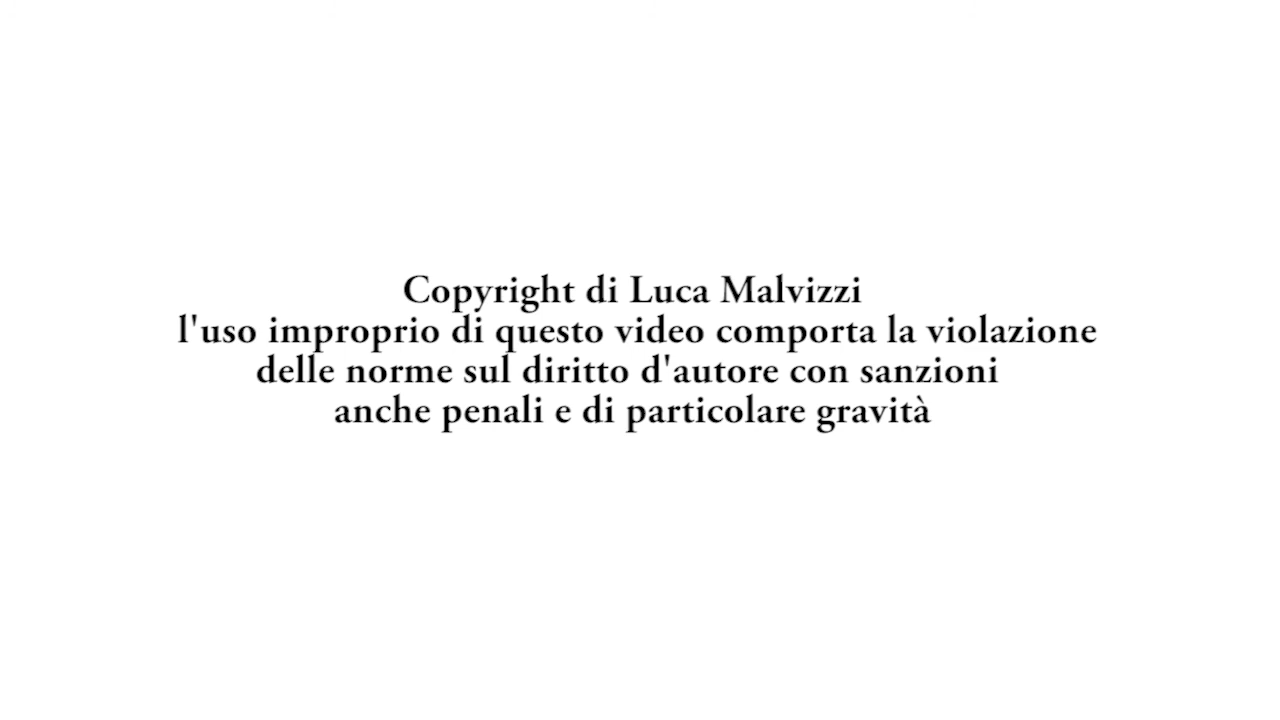 Copyright di Luca Malvizzi
l'uso improprio di questo video comporta la violazione
delle norme sul diritto d'autore con sanzioni
anche penali e di particolare gravità